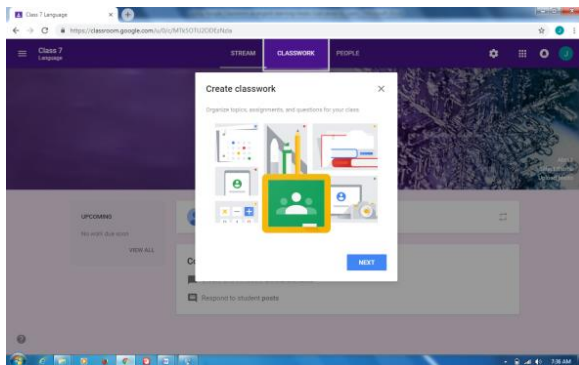 Class 7 Language
https://classroom.google.com/u/0/c/MTk5OTU2ODEzNzla
Class 7
Language
STREAM
CLASSWORK
PEOPLE
J
Create classwork
Organize topics, assignments, and questions for your class
UPCOMING
No work due soon
VIEW ALL
NEXT
Respond to student posts
7:36 AM